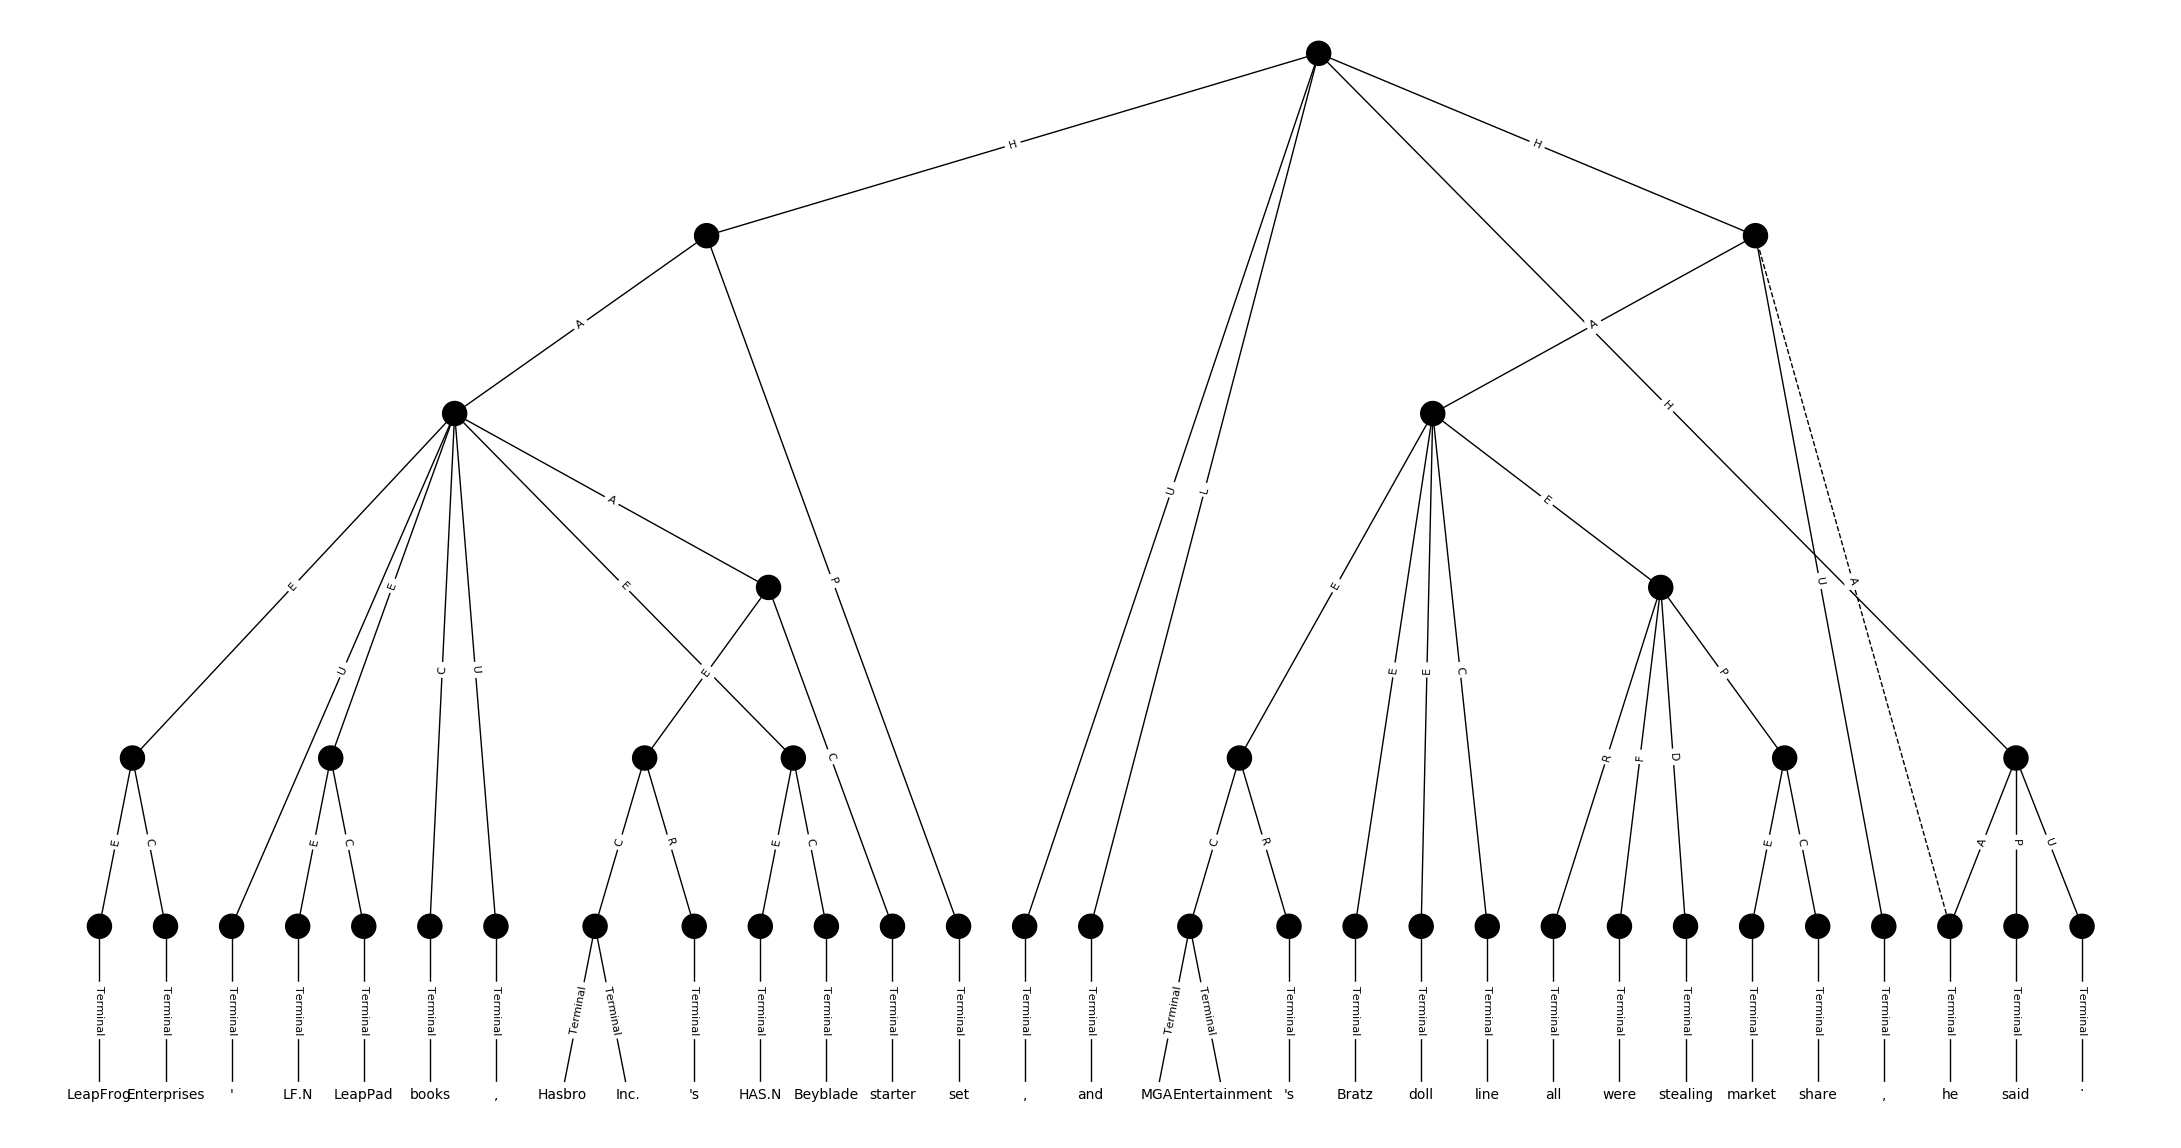 H H
A A
H
U L
A E
E E E P E U A
U C U E E E E C R F D P C
E C E C C R E C C R E C A P U
Terminal Terminal Terminal Terminal Terminal Terminal Terminal Terminal Terminal Terminal Terminal Terminal Terminal Terminal Terminal Terminal Terminal Terminal Terminal Terminal Terminal Terminal Terminal Terminal Terminal Terminal Terminal Terminal Terminal Terminal Terminal
LeapFrog Enterprises ' LF.N LeapPad books , Hasbro Inc. 's HAS.N Beyblade starter set , and MGA Entertainment 's Bratz doll line all were stealing market share , he said .